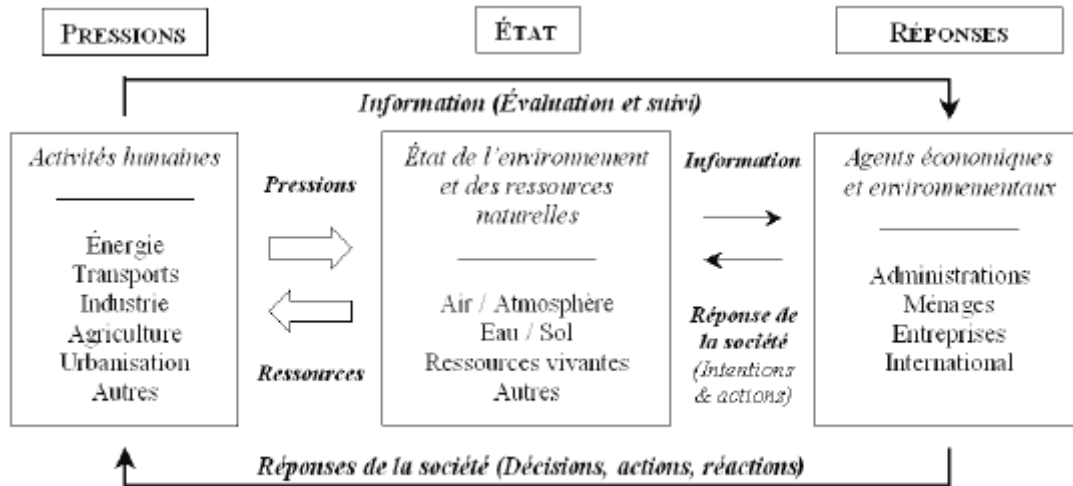 PRESSIONS
ÉTAT
RÉPONSES
Information (Évaluation et suivi)
Activités humaines
Énergie
Transports
Industrie
Agriculture
Urbanisation
Autres
Pressions
Ressources
État de l'environnement
et des ressources
naturelles
Air / Atmosphère
Eau / Sol
Ressources vivantes
Autres
Information
Réponse de
la société
(Intentions
& actions)
Agents économiques
et environnementaux
Administrations
Ménages
Entreprises
International
Réponses de la société (Décisions, actions, réactions)